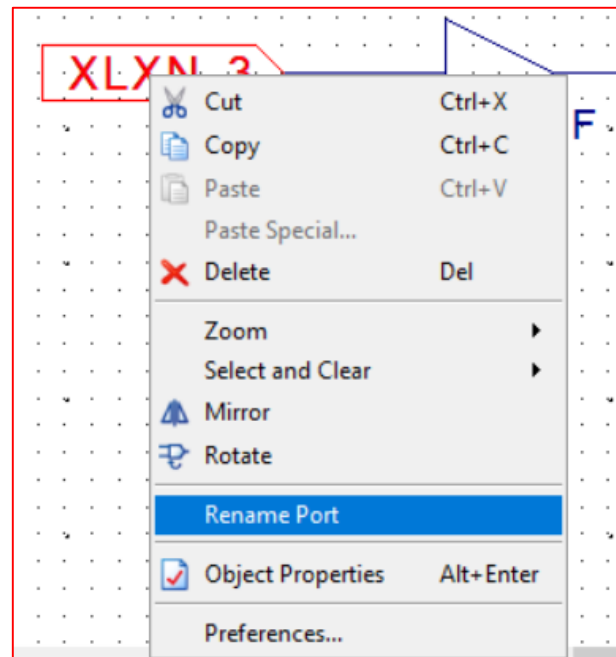 XLXN_3
F
Cut Ctrl+X
Copy Ctrl+C
Paste Ctrl+V
Paste Special...
Delete Del
Zoom
Select and Clear
Mirror
Rotate
Rename Port
Object Properties Alt+Enter
Preferences...